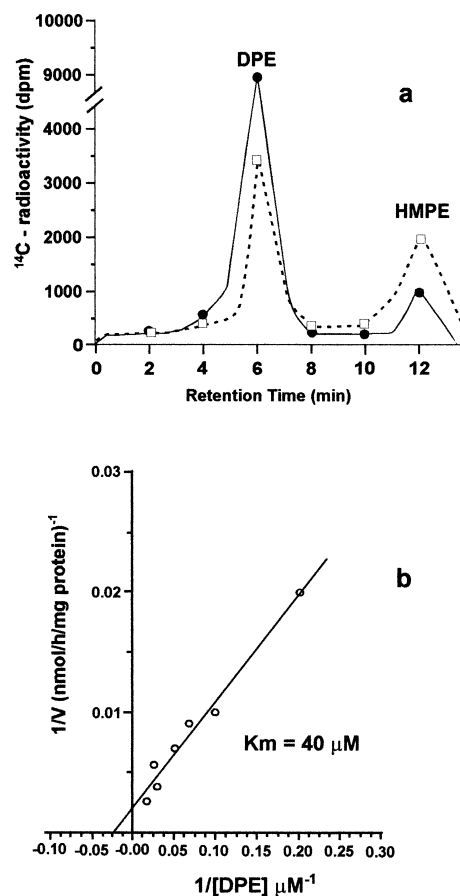 DPE
a
HMPE
¹⁴C - radioactivity (dpm)
9000
8000
4000
3000
2000
1000
0
0 2 4 6 8 10 12
Retention Time (min)
b
Km = 40 μM
1/V (nmol/h/mg protein)⁻¹
0.03
0.02
0.01
-0.10 -0.05 -0.00 0.05 0.10 0.15 0.20 0.25 0.30
1/[DPE] μM⁻¹